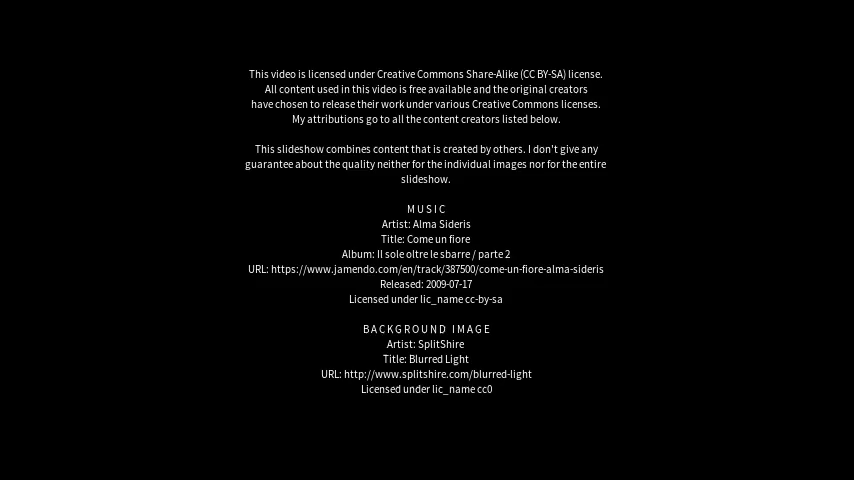 This video is licensed under Creative Commons Share-Alike (CC BY-SA) license.
All content used in this video is free available and the original creators
have chosen to release their work under various Creative Commons licenses.
My attributions go to all the content creators listed below.
This slideshow combines content that is created by others. I don't give any
guarantee about the quality neither for the individual images nor for the entire
slideshow.
MUSIC
Artist: Alma Sideris
Title: Come un fiore
Album: Il sole oltre le sbarre / parte 2
URL: https://www.jamendo.com/en/track/387500/come-un-fiore-alma-sideris
Released: 2009-07-17
Licensed under lic_name cc-by-sa
BACKGROUND IMAGE
Artist: SplitShire
Title: Blurred Light
URL: http://www.splitshire.com/blurred-light
Licensed under lic_name cc0